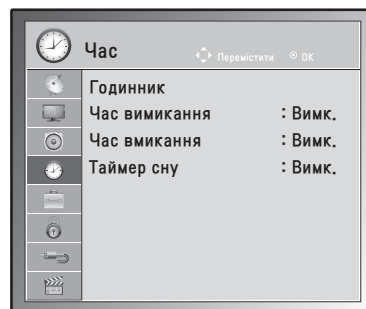 Час Перемістити OK
Годинник
Час вимикання : Вимк.
Час вмикання : Вимк.
Таймер сну : Вимк.